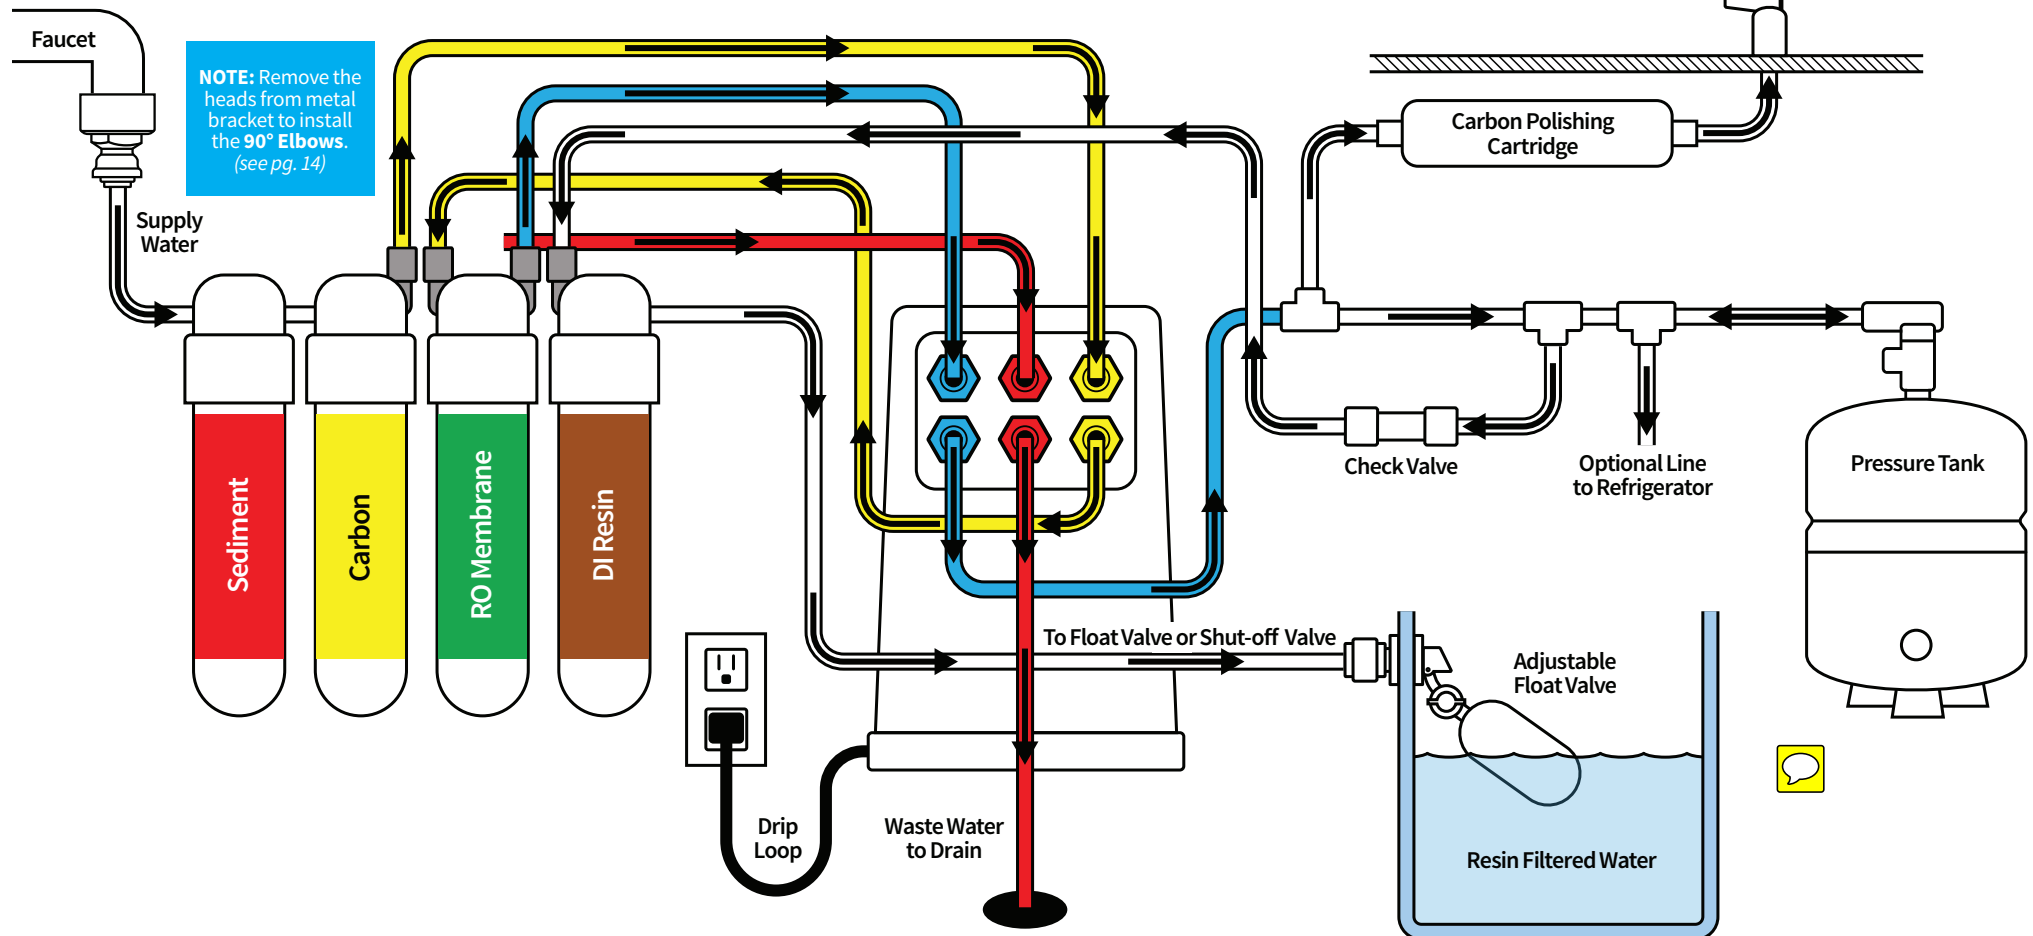 Faucet
NOTE: Remove the
heads from metal
bracket to install
the 90° Elbows.
(see pg. 14)
Supply
Water
Carbon Polishing
Cartridge
Sediment
Carbon
RO Membrane
DI Resin
Check Valve
Optional Line
to Refrigerator
Pressure Tank
To Float Valve or Shut-off Valve
Adjustable
Float Valve
Drip
Loop
Waste Water
to Drain
Resin Filtered Water